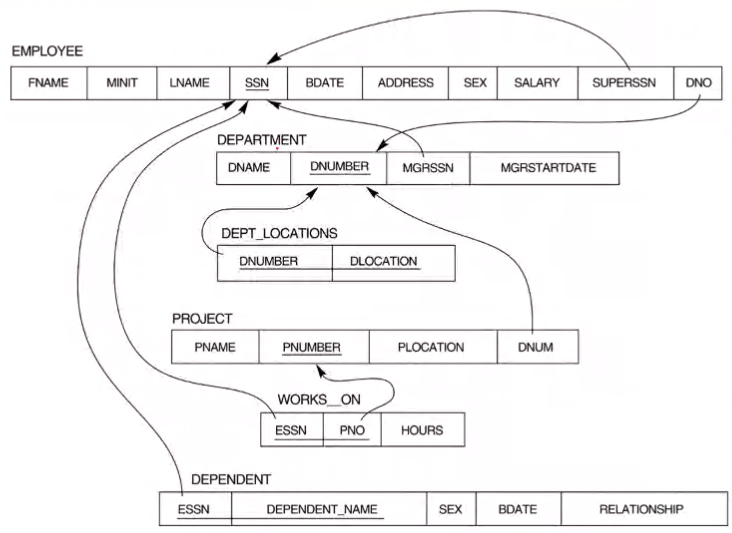 EMPLOYEE
FNAME MINIT LNAME SSN BDATE ADDRESS SEX SALARY SUPERSSN DNO
DEPARTMENT
DNAME DNUMBER MGRSSN MGRSTARTDATE
DEPT_LOCATIONS
DNUMBER DLOCATION
PROJECT
PNAME PNUMBER PLOCATION DNUM
WORKS__ON
ESSN PNO HOURS
DEPENDENT
ESSN DEPENDENT_NAME SEX BDATE RELATIONSHIP